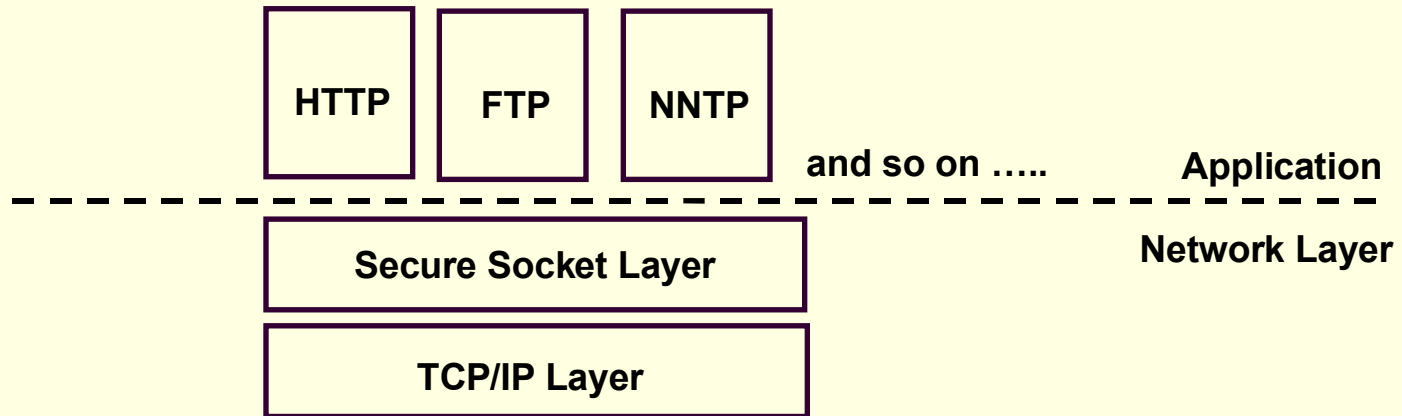 HTTP
FTP
NNTP
and so on …..
Application
Network Layer
Secure Socket Layer
TCP/IP Layer